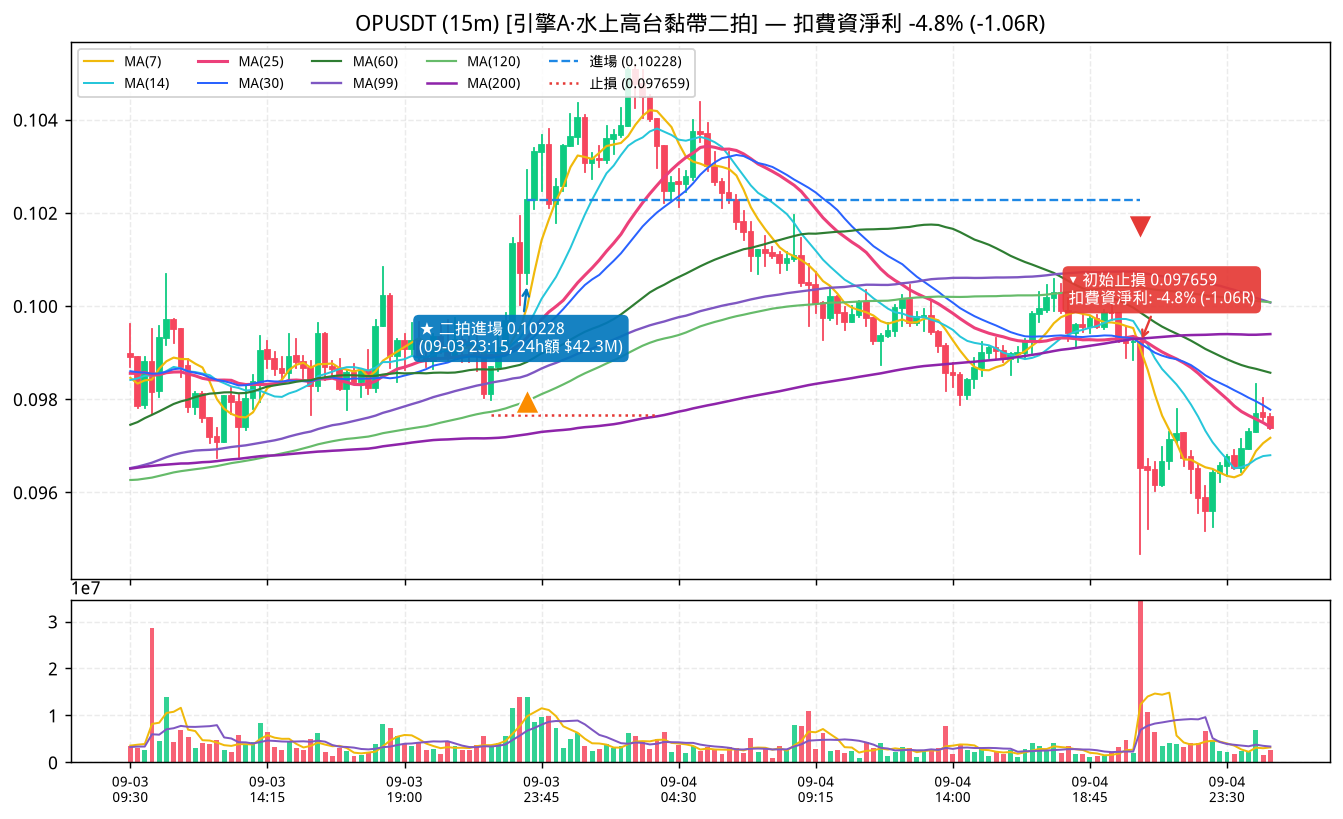 OPUSDT (15m) [引擎A·水上高台黏帶二拍] — 扣費資淨利 -4.8% (-1.06R)
MA(7) MA(25) MA(60) MA(120) 進場 (0.10228)
MA(14) MA(30) MA(99) MA(200) 止損 (0.097659)
0.104
0.102
0.100
0.098
0.096
▼ 初始止損 0.097659
扣費資淨利: -4.8% (-1.06R)
★ 二拍進場 0.10228
(09-03 23:15, 24h額 $42.3M)
1e7
3
2
1
0
09-03 09-03 09-03 09-03 09-04 09-04 09-04 09-04 09-04
09:30 14:15 19:00 23:45 04:30 09:15 14:00 18:45 23:30